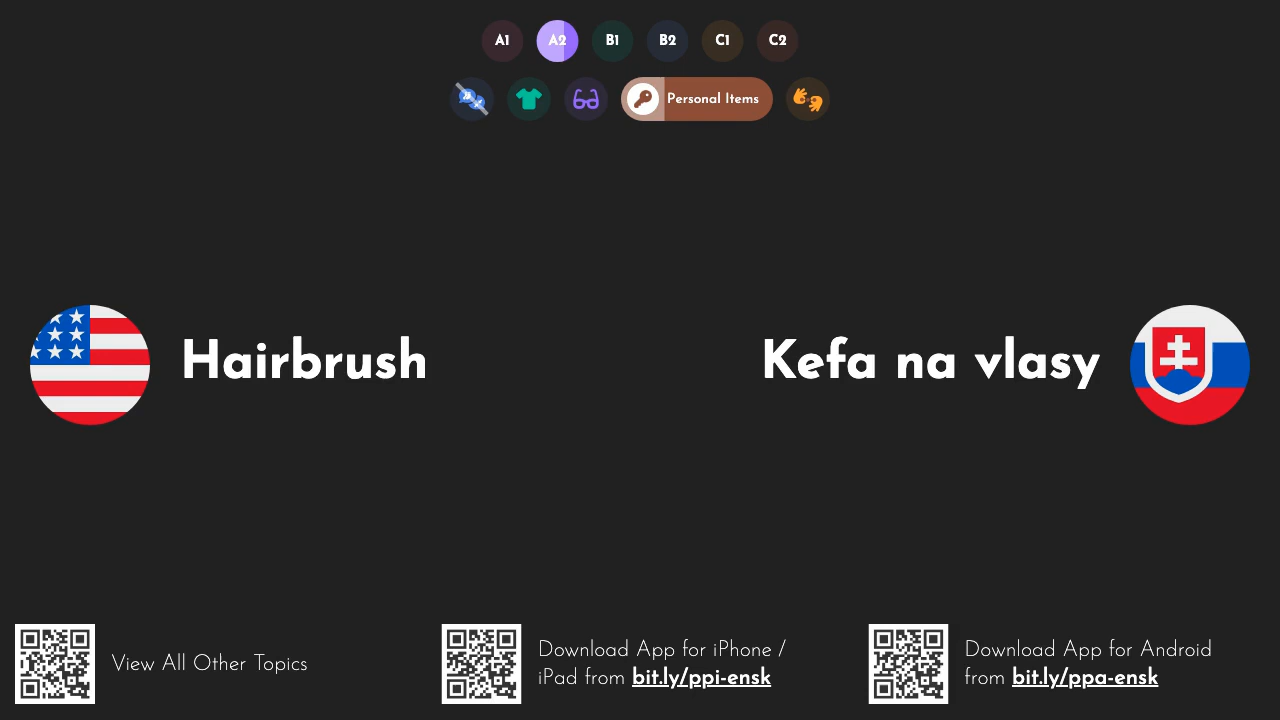 A1 A2 B1 B2 C1 C2
Personal Items
Hairbrush
Kefa na vlasy
View All Other Topics
Download App for iPhone /
iPad from bit.ly/ppi-ensk
Download App for Android
from bit.ly/ppa-ensk